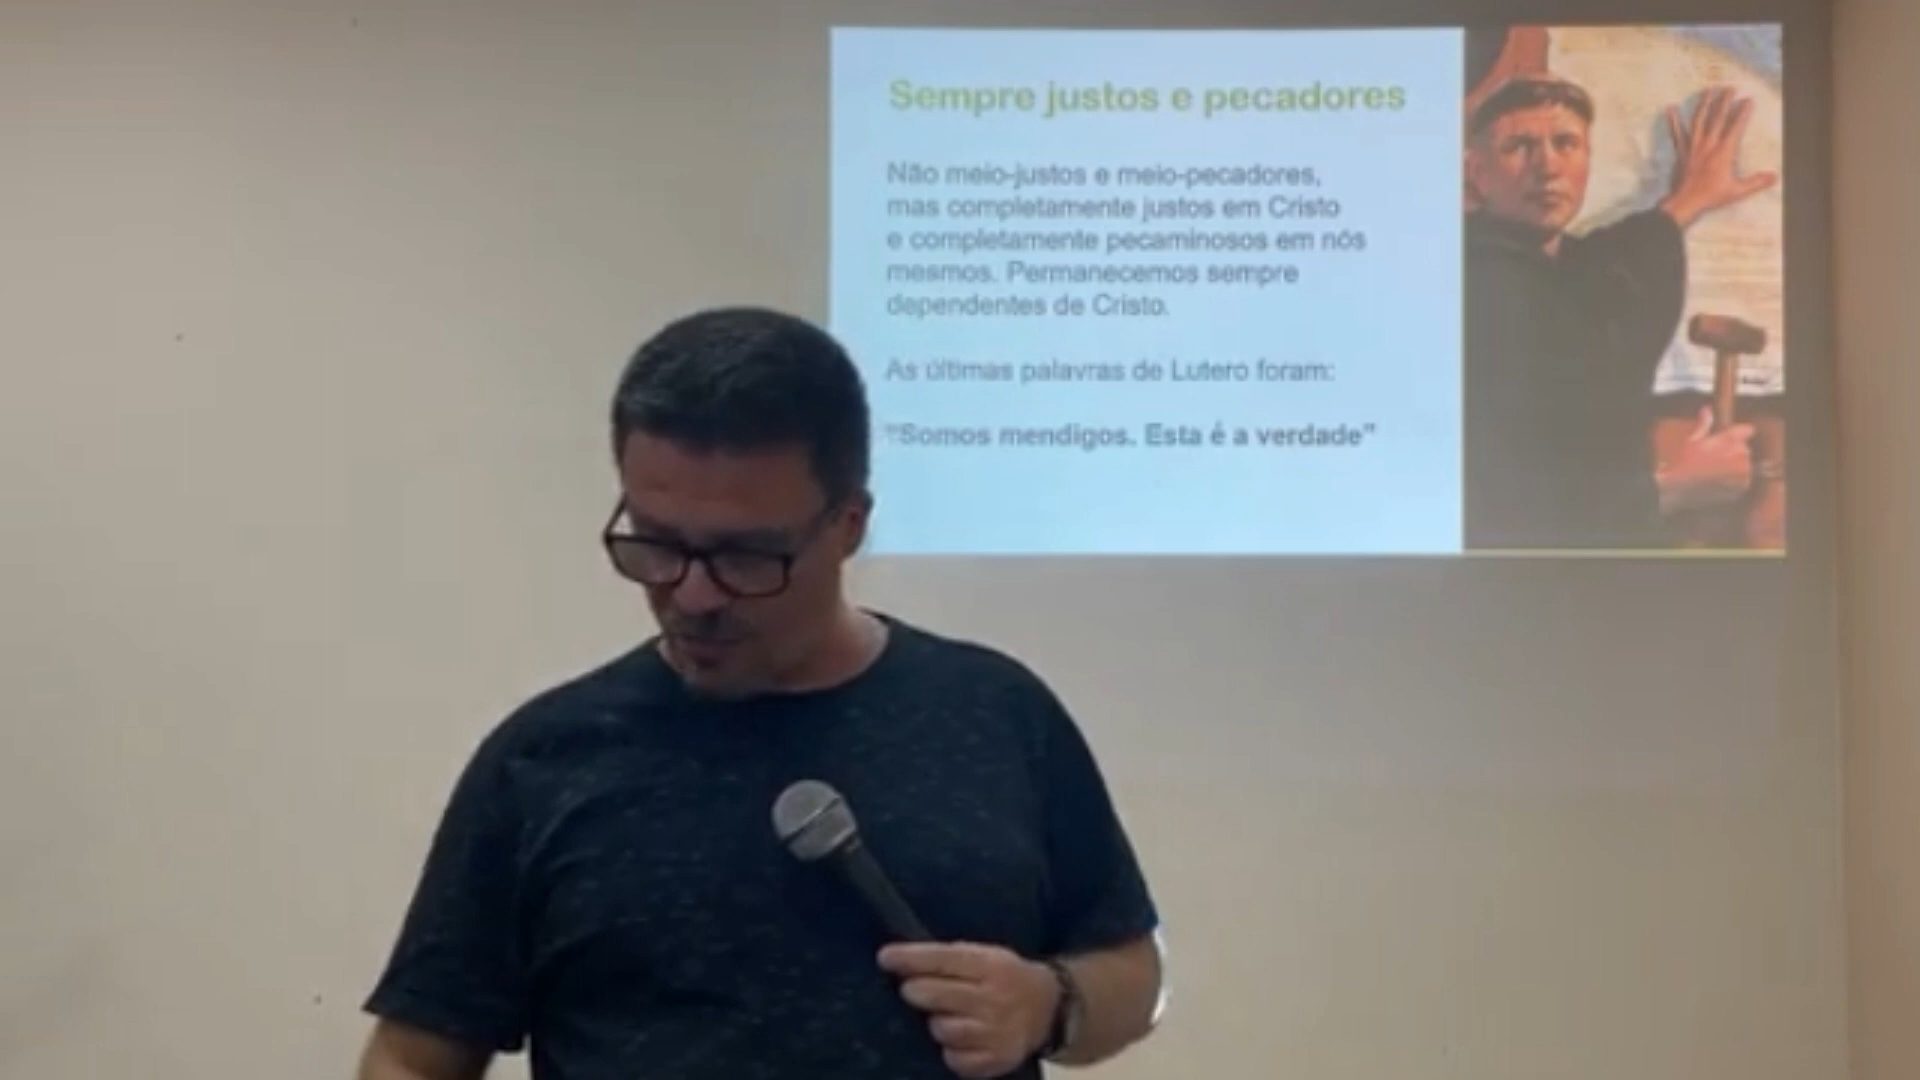 Sempre justos e pecadores
Não meio-justos e meio-pecadores,
mas completamente justos em Cristo
e completamente pecaminosos em nós
mesmos. Permanecemos sempre
dependentes de Cristo.
As últimas palavras de Lutero foram:
"Somos mendigos. Esta é a verdade"